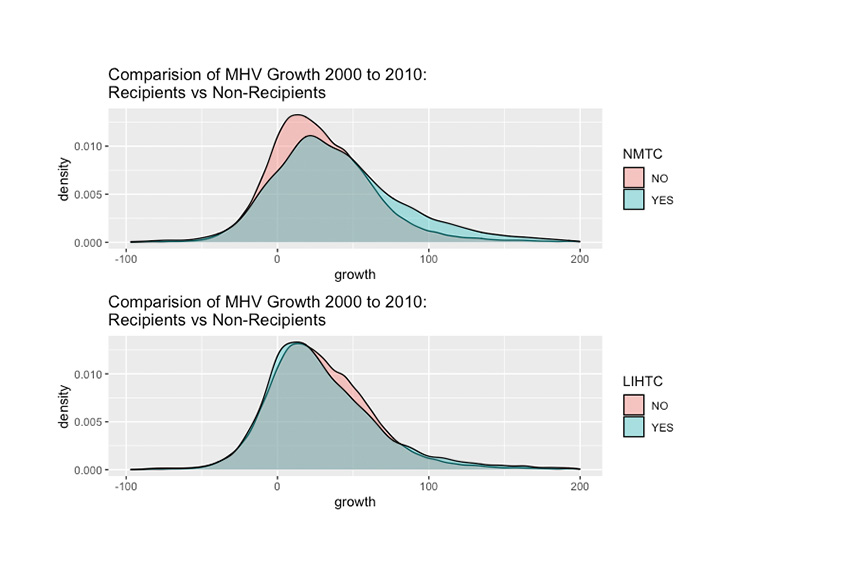 Comparision of MHV Growth 2000 to 2010:
Recipients vs Non-Recipients
0.010
0.005
0.000
density
-100
0
100
200
growth
NMTC
NO
YES
Comparision of MHV Growth 2000 to 2010:
Recipients vs Non-Recipients
0.010
0.005
0.000
density
-100
0
100
200
growth
LIHTC
NO
YES